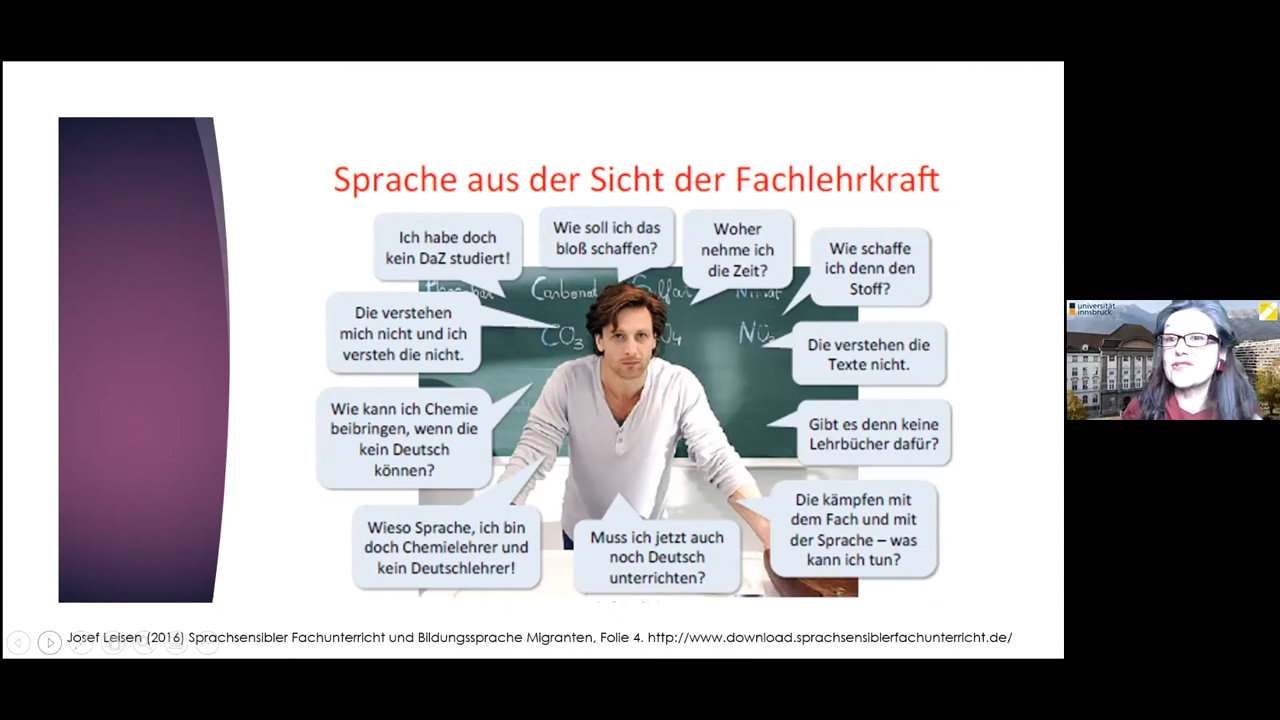 Sprache aus der Sicht der Fachlehrkraft
Ich habe doch
kein DaZ studiert!
Wie soll ich das
bloß schaffen?
Woher
nehme ich
die Zeit?
Wie schaffe
ich denn den
Stoff?
Die verstehen
mich nicht und ich
versteh die nicht.
Carbonat
CO₃
Die verstehen die
Texte nicht.
Wie kann ich Chemie
beibringen, wenn die
kein Deutsch
können?
Gibt es denn keine
Lehrbücher dafür?
Wieso Sprache, ich bin
doch Chemielehrer und
kein Deutschlehrer!
Muss ich jetzt auch
noch Deutsch
unterrichten?
Die kämpfen mit
dem Fach und mit
der Sprache – was
kann ich tun?
Josef Leisen (2016) Sprachsensibler Fachunterricht und Bildungssprache Migranten, Folie 4. http://www.download.sprachsensiblerfachunterricht.de/
universität
innsbruck